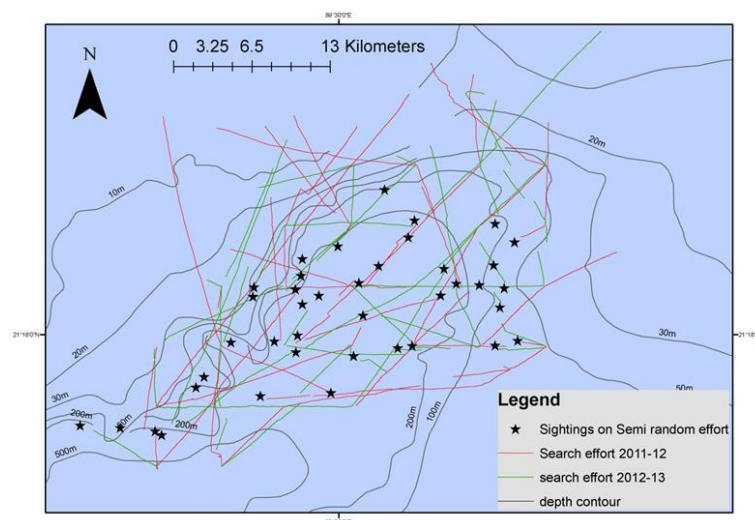 89°30'0"E
0 3.25 6.5 13 Kilometers
N
20m
10m
21°18'0"N
21°18
20m
30m
30m
50m
200m
200m
200m
100m
500m
Legend
Sightings on Semi random effort
Search effort 2011-12
search effort 2012-13
depth contour